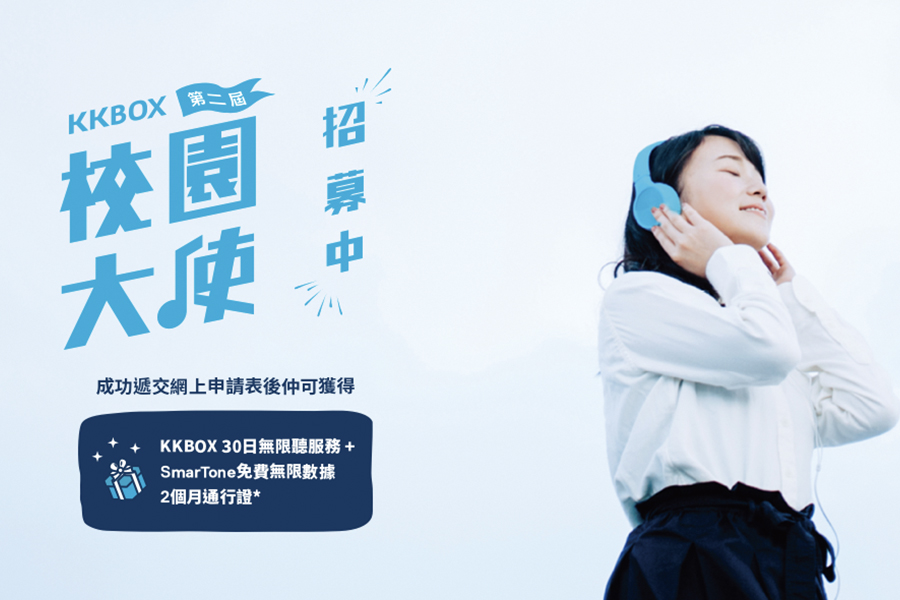 KKBOX 第二屆
校園
大使
招募中
成功遞交網上申請表後仲可獲得
KKBOX 30日無限聽服務 +
SmarTone免費無限數據
2個月通行證*